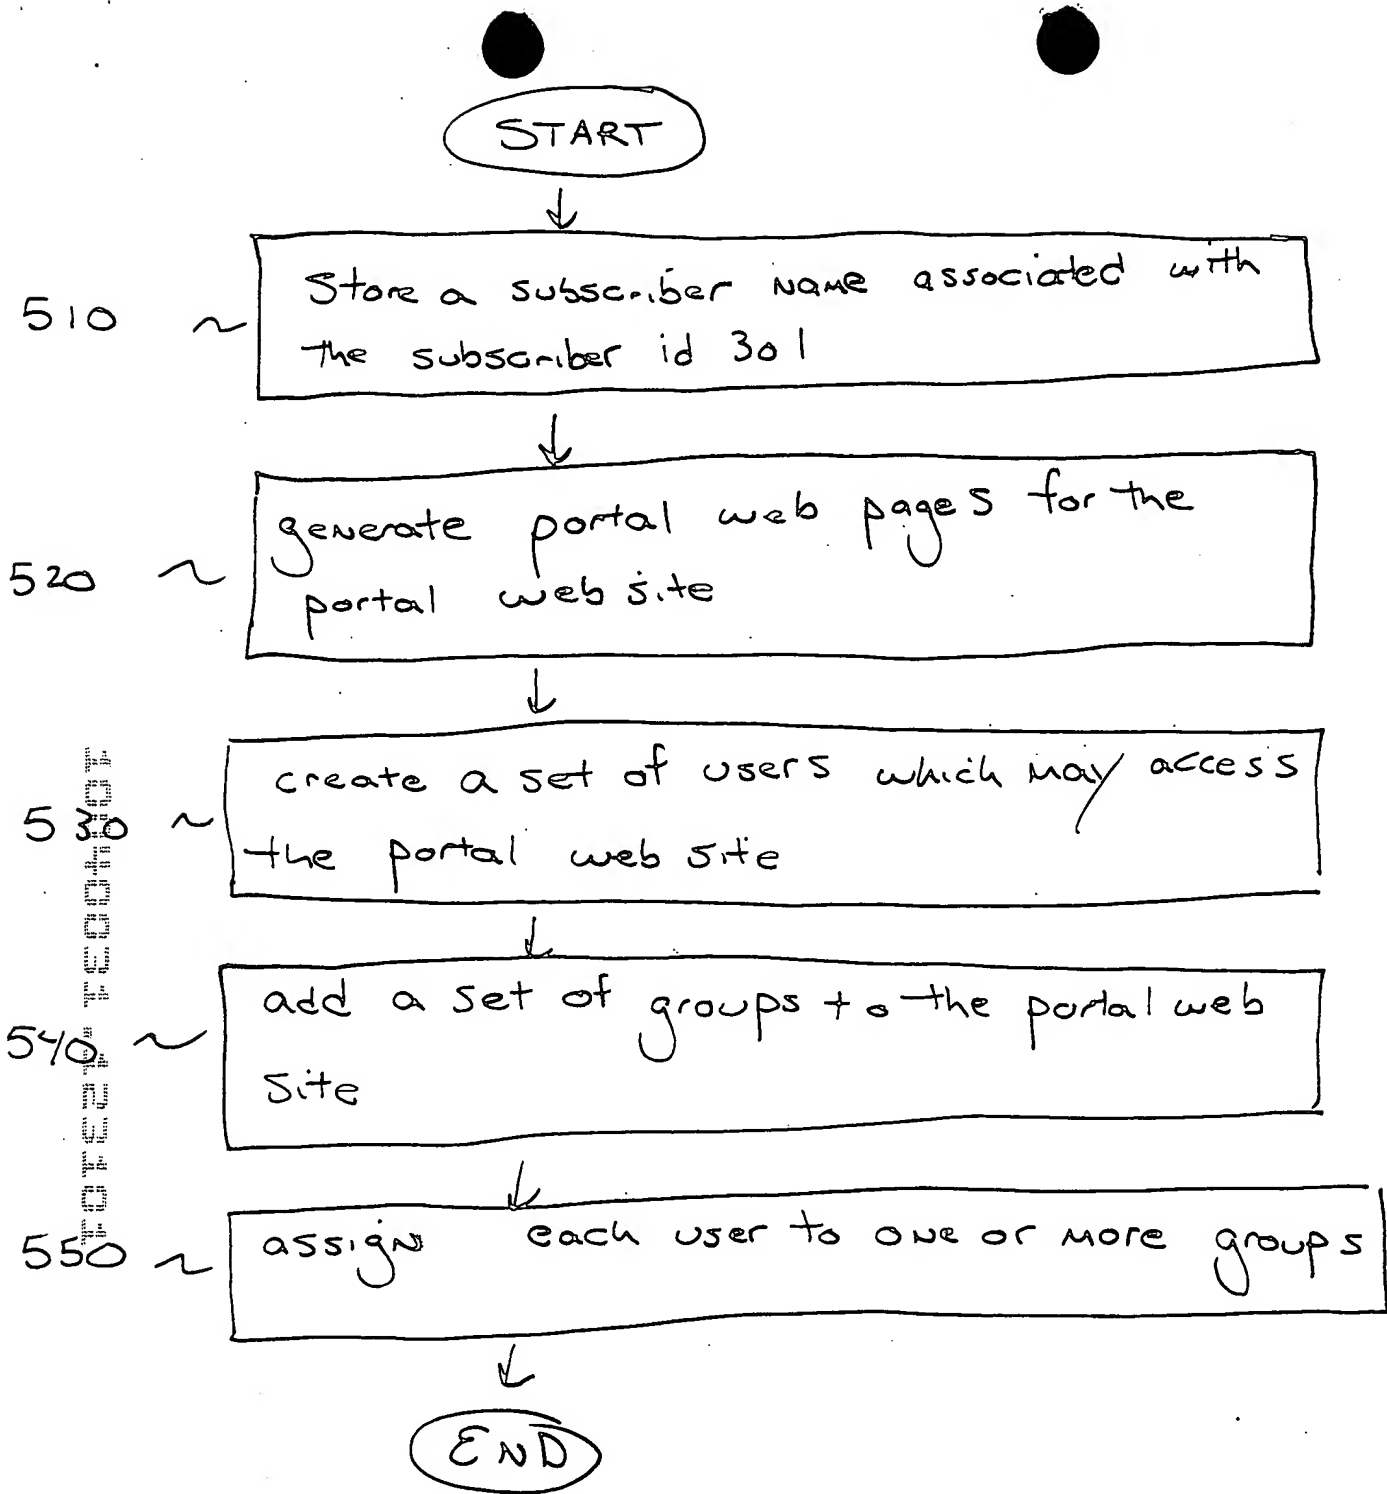 START
510 ~ Store a subscriber name associated with
the subscriber id 301
520 ~ generate portal web pages for the
portal web site
530 ~ create a set of users which may access
the portal web site
540 ~ add a set of groups to the portal web
site
550 ~ assign each user to one or more groups
END
10040031 .123101